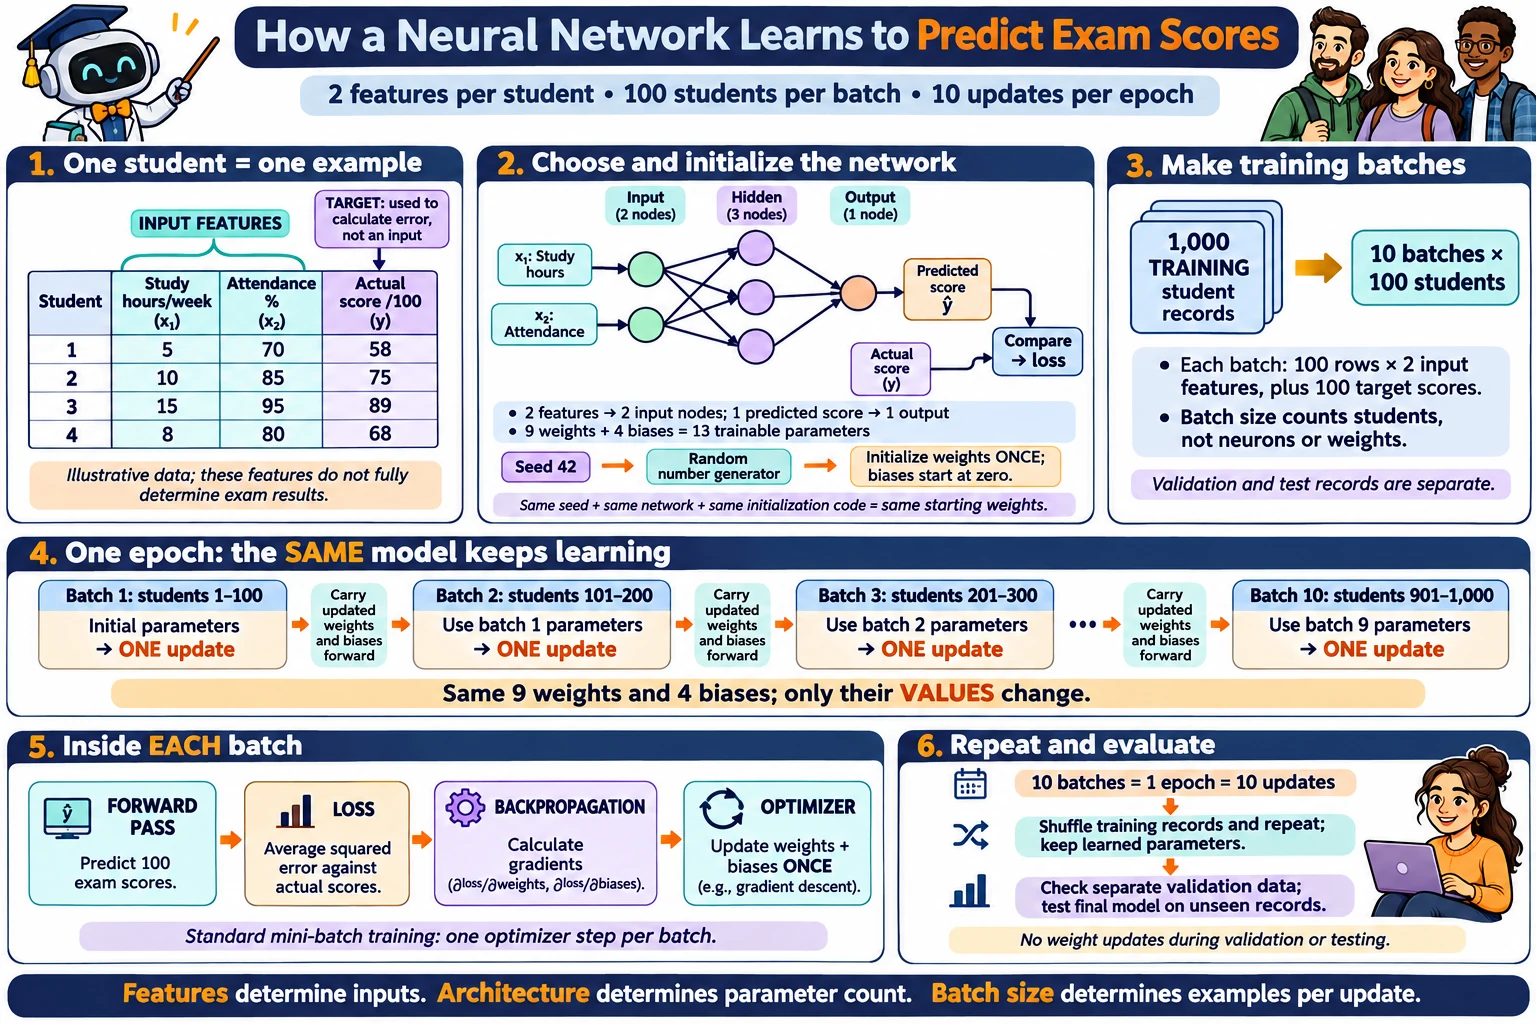 How a Neural Network Learns to Predict Exam Scores
2 features per student • 100 students per batch • 10 updates per epoch
1. One student = one example
INPUT FEATURES
TARGET: used to
calculate error,
not an input
Student
Study
hours/week
(x₁)
Attendance
%
(x₂)
Actual
score /100
(y)
1 5 70 58
2 10 85 75
3 15 95 89
4 8 80 68
Illustrative data; these features do not fully
determine exam results.
2. Choose and initialize the network
Input
(2 nodes)
Hidden
(3 nodes)
Output
(1 node)
x₁: Study
hours
x₂:
Attendance
Predicted
score
ŷ
Actual
score
(y)
Compare
→ loss
• 2 features → 2 input nodes; 1 predicted score → 1 output
• 9 weights + 4 biases = 13 trainable parameters
Seed 42
Random
number generator
Initialize weights ONCE;
biases start at zero.
Same seed + same network + same initialization code = same starting weights.
3. Make training batches
1,000
TRAINING
student
records
10 batches ×
100 students
• Each batch: 100 rows × 2 input
features, plus 100 target scores.
• Batch size counts students,
not neurons or weights.
Validation and test records are separate.
4. One epoch: the SAME model keeps learning
Batch 1: students 1–100
Initial parameters
→ ONE update
Carry
updated
weights
and biases
forward
Batch 2: students 101–200
Use batch 1 parameters
→ ONE update
Carry
updated
weights
and biases
forward
Batch 3: students 201–300
Use batch 2 parameters
→ ONE update
•••
Carry
updated
weights
and biases
forward
Batch 10: students 901–1,000
Use batch 9 parameters
→ ONE update
Same 9 weights and 4 biases; only their VALUES change.
5. Inside EACH batch
ŷ
FORWARD
PASS
Predict 100
exam scores.
LOSS
Average squared
error against
actual scores.
BACKPROPAGATION
Calculate
gradients
(∂loss/∂weights, ∂loss/∂biases).
OPTIMIZER
Update weights +
biases ONCE
(e.g., gradient descent).
Standard mini-batch training: one optimizer step per batch.
6. Repeat and evaluate
10 batches = 1 epoch = 10 updates
Shuffle training records and repeat;
keep learned parameters.
Check separate validation data;
test final model on unseen records.
No weight updates during validation or testing.
Features determine inputs. Architecture determines parameter count. Batch size determines examples per update.